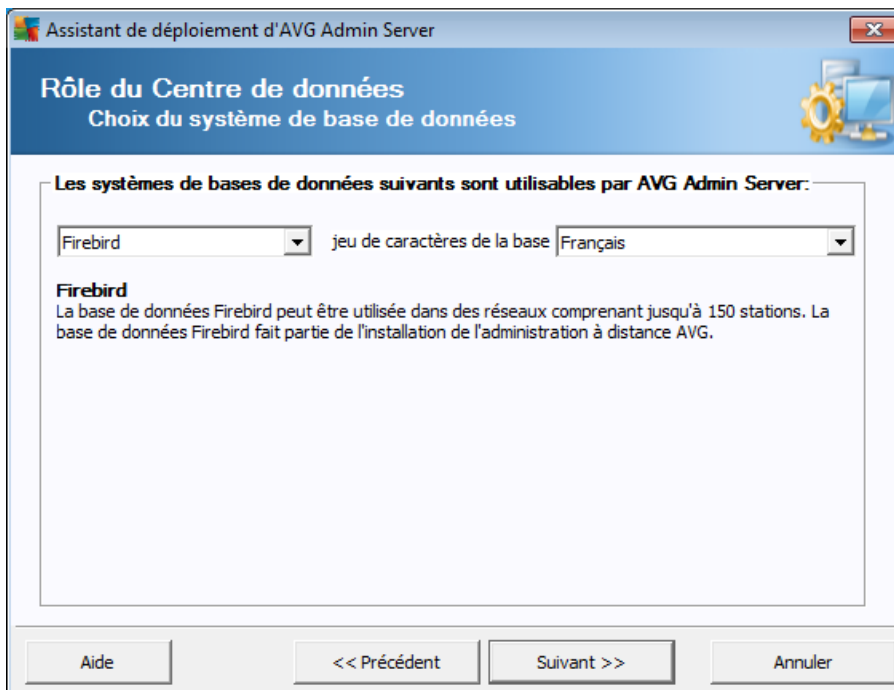 Assistant de déploiement d'AVG Admin Server
Rôle du Centre de données
Choix du système de base de données
Les systèmes de bases de données suivants sont utilisables par AVG Admin Server:
Firebird jeu de caractères de la base Français
Firebird
La base de données Firebird peut être utilisée dans des réseaux comprenant jusqu'à 150 stations. La
base de données Firebird fait partie de l'installation de l'administration à distance AVG.
Aide << Précédent Suivant >> Annuler